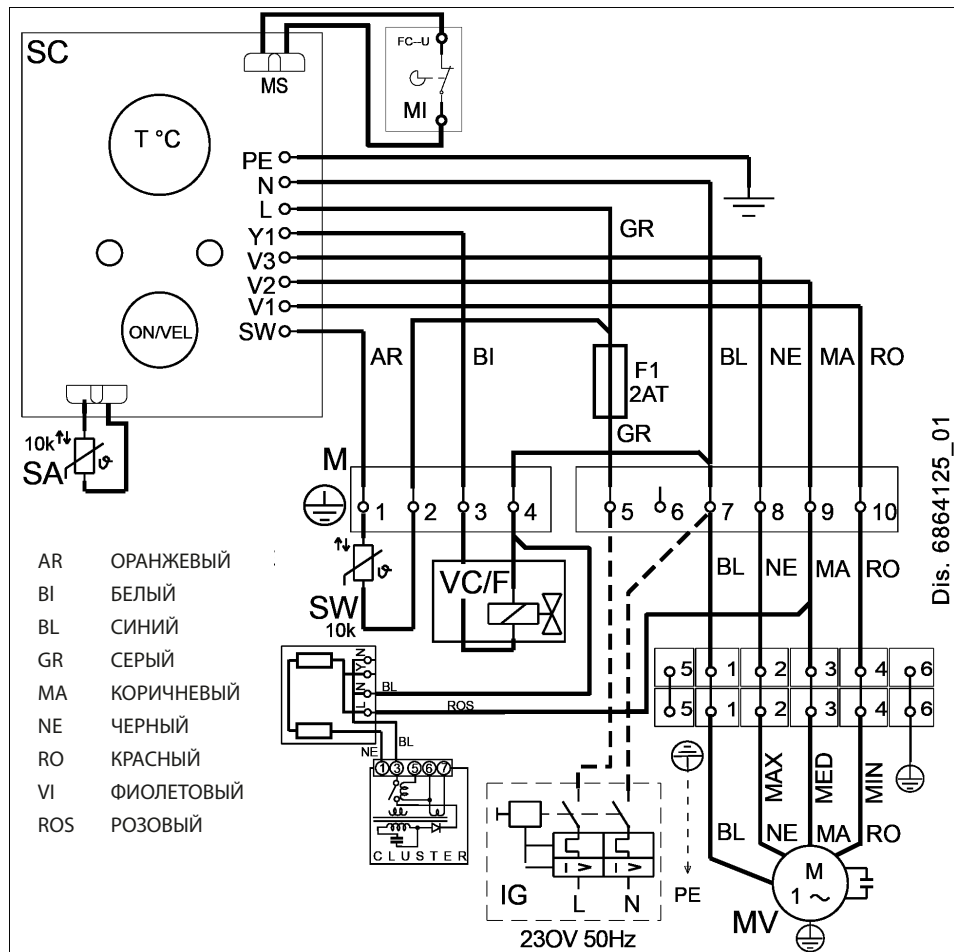 SC
MS
FC--U
MI
T °C
PE
N
L
Y1
V3
V2
V1
SW
ON/VEL
GR
AR
BI
F1
2AT
BL
NE
MA
RO
GR
10k
SA
M
1
2
3
4
5
6
7
8
9
10
SW
10k
VC/F
BL
NE
MA
RO
Dis. 6864125_01
AR ОРАНЖЕВЫЙ
BI БЕЛЫЙ
BL СИНИЙ
GR СЕРЫЙ
MA КОРИЧНЕВЫЙ
NE ЧЕРНЫЙ
RO КРАСНЫЙ
VI ФИОЛЕТОВЫЙ
ROS РОЗОВЫЙ
N
Y
N
L
BL
ROS
NE
BL
1 3 5 6 7
CLUSTER
5 1 2 3 4 6
5 1 2 3 4 6
MAX
MED
MIN
BL
NE
MA
RO
PE
IG
I >
I >
L
N
230V 50Hz
M
1 ~
MV